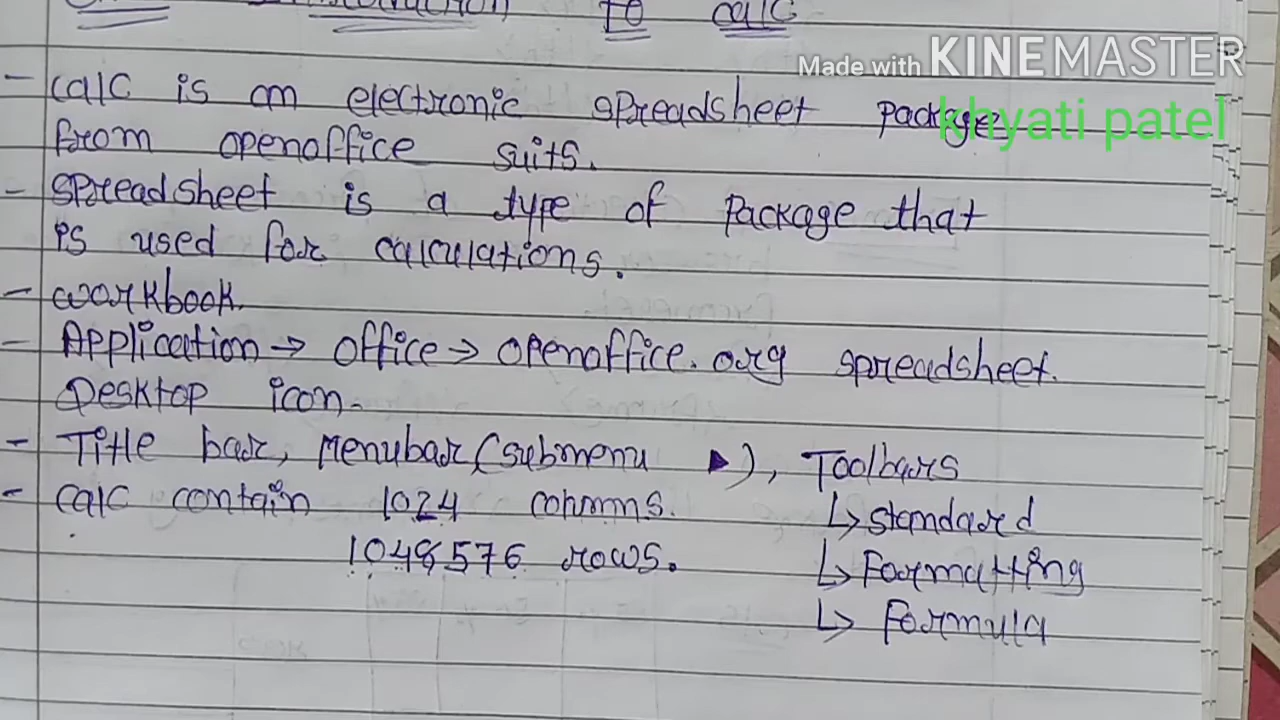 to calc
Made with KINEMASTER
khyati patel
- calc is an electronic spreadsheet package
from openoffice suits.
- spreadsheet is a type of package that
is used for calculations.
- workbook.
- Application → office → openoffice.org spreadsheet.
Desktop icon.
- Title bar, Menubar, (submenu ▶), Toolbars
- calc contain 1024 columns. ↳ standard
1048576 rows. ↳ Formatting
↳ Formula